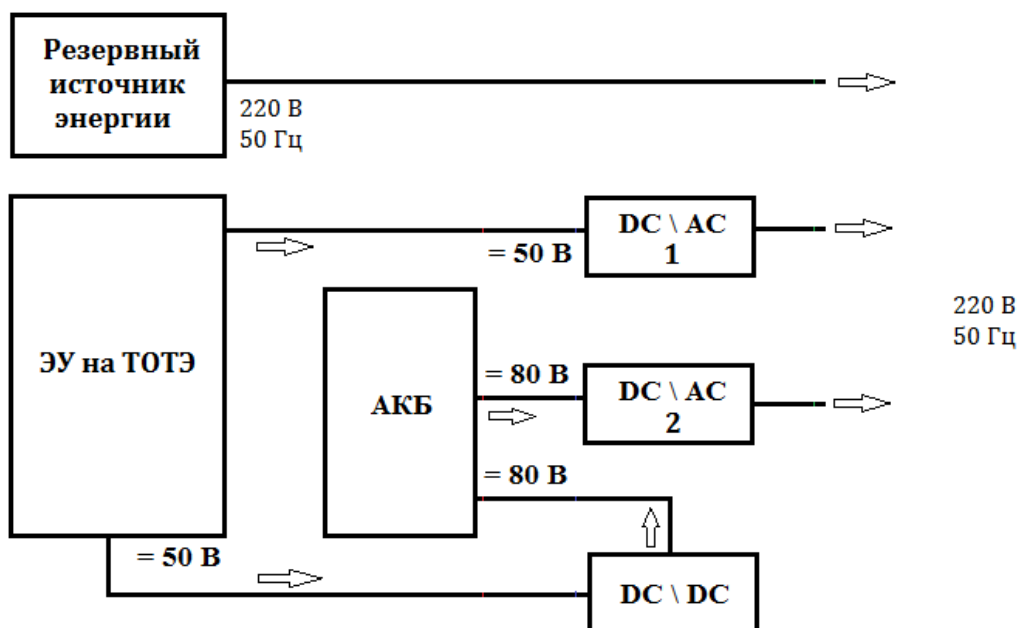 Резервный
источник
энергии
220 В
50 Гц
DC \ AC
1
= 50 В
ЭУ на ТОТЭ
220 В
50 Гц
= 80 В
DC \ AC
2
АКБ
= 80 В
= 50 В
DC \ DC